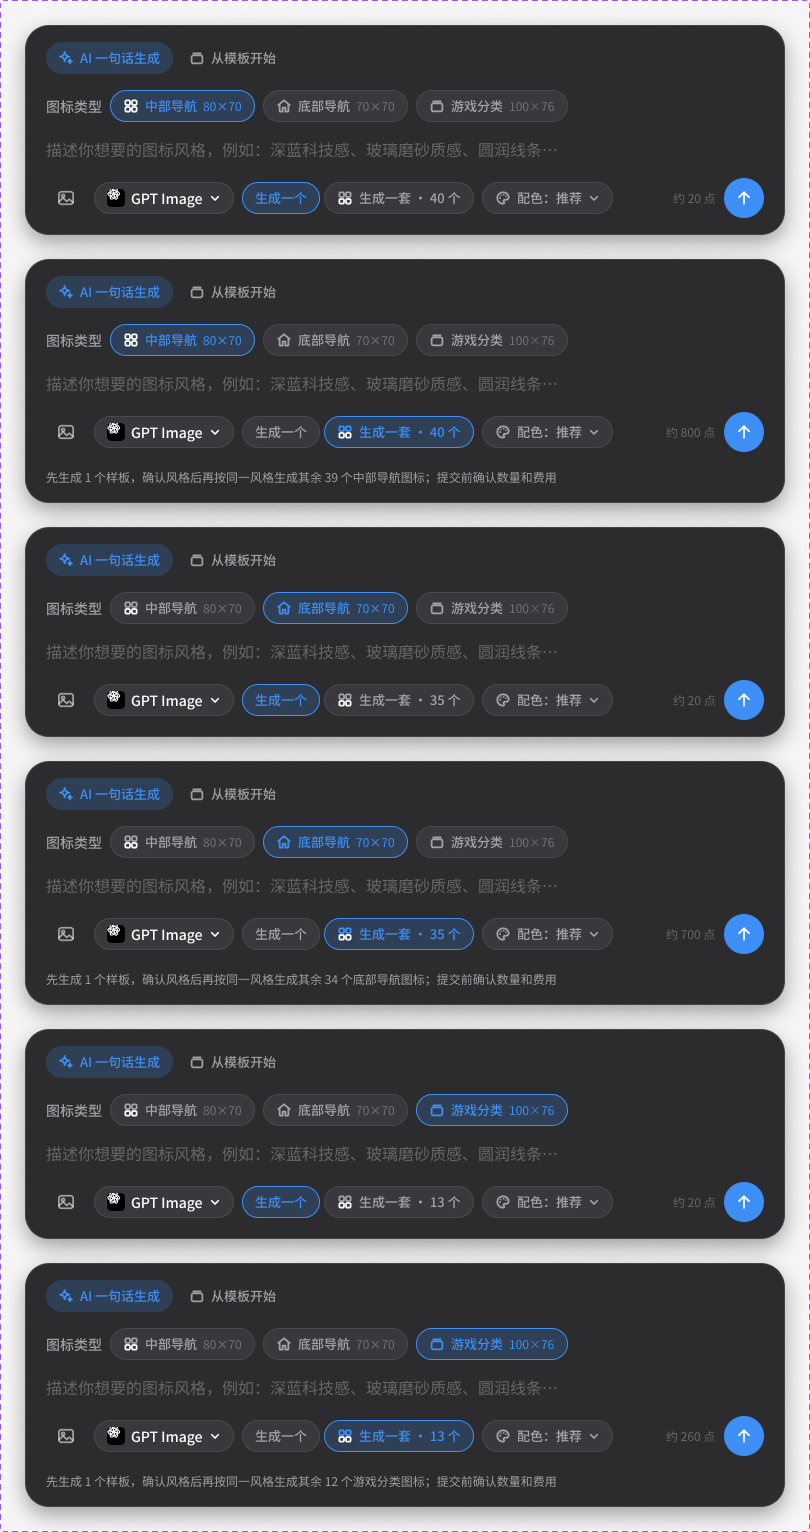 AI 一句话生成 从模板开始
图标类型 中部导航 80×70 底部导航 70×70 游戏分类 100×76
描述你想要的图标风格，例如：深蓝科技感、玻璃磨砂质感、圆润线条…
GPT Image 生成一个 生成一套 · 40 个 配色：推荐 约 20 点
AI 一句话生成 从模板开始
图标类型 中部导航 80×70 底部导航 70×70 游戏分类 100×76
描述你想要的图标风格，例如：深蓝科技感、玻璃磨砂质感、圆润线条…
GPT Image 生成一个 生成一套 · 40 个 配色：推荐 约 800 点
先生成 1 个样板，确认风格后再按同一风格生成其余 39 个中部导航图标；提交前确认数量和费用
AI 一句话生成 从模板开始
图标类型 中部导航 80×70 底部导航 70×70 游戏分类 100×76
描述你想要的图标风格，例如：深蓝科技感、玻璃磨砂质感、圆润线条…
GPT Image 生成一个 生成一套 · 35 个 配色：推荐 约 20 点
AI 一句话生成 从模板开始
图标类型 中部导航 80×70 底部导航 70×70 游戏分类 100×76
描述你想要的图标风格，例如：深蓝科技感、玻璃磨砂质感、圆润线条…
GPT Image 生成一个 生成一套 · 35 个 配色：推荐 约 700 点
先生成 1 个样板，确认风格后再按同一风格生成其余 34 个底部导航图标；提交前确认数量和费用
AI 一句话生成 从模板开始
图标类型 中部导航 80×70 底部导航 70×70 游戏分类 100×76
描述你想要的图标风格，例如：深蓝科技感、玻璃磨砂质感、圆润线条…
GPT Image 生成一个 生成一套 · 13 个 配色：推荐 约 20 点
AI 一句话生成 从模板开始
图标类型 中部导航 80×70 底部导航 70×70 游戏分类 100×76
描述你想要的图标风格，例如：深蓝科技感、玻璃磨砂质感、圆润线条…
GPT Image 生成一个 生成一套 · 13 个 配色：推荐 约 260 点
先生成 1 个样板，确认风格后再按同一风格生成其余 12 个游戏分类图标；提交前确认数量和费用